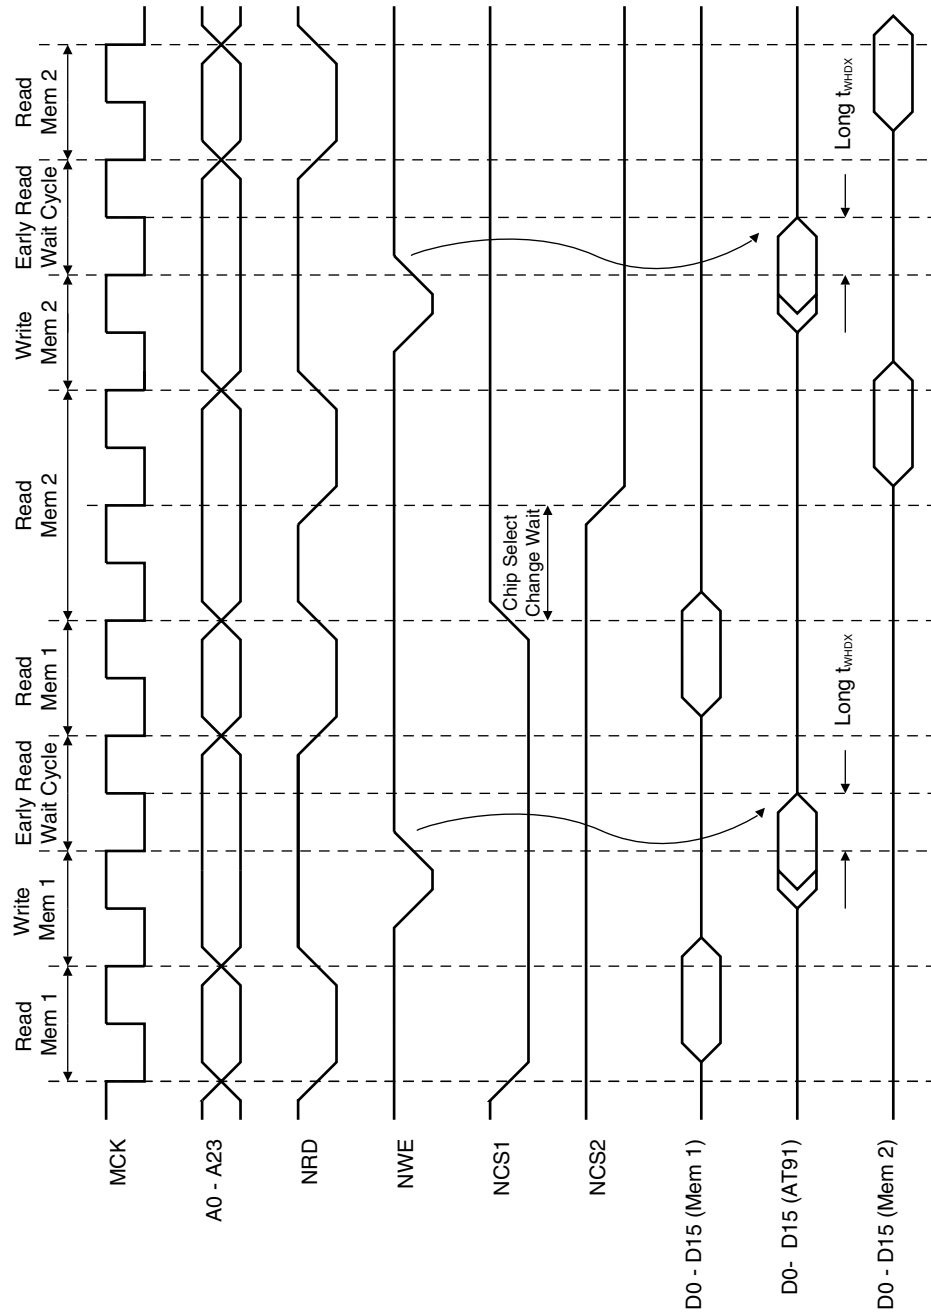 Read
Mem 1
Write
Mem 1
Early Read
Wait Cycle
Read
Mem 1
Read
Mem 2
Write
Mem 2
Early Read
Wait Cycle
Read
Mem 2
MCK
A0 - A23
NRD
NWE
NCS1
Chip Select
Change Wait
NCS2
D0 - D15 (Mem 1)
D0- D15 (AT91)
Long tWHDX
Long tWHDX
D0 - D15 (Mem 2)